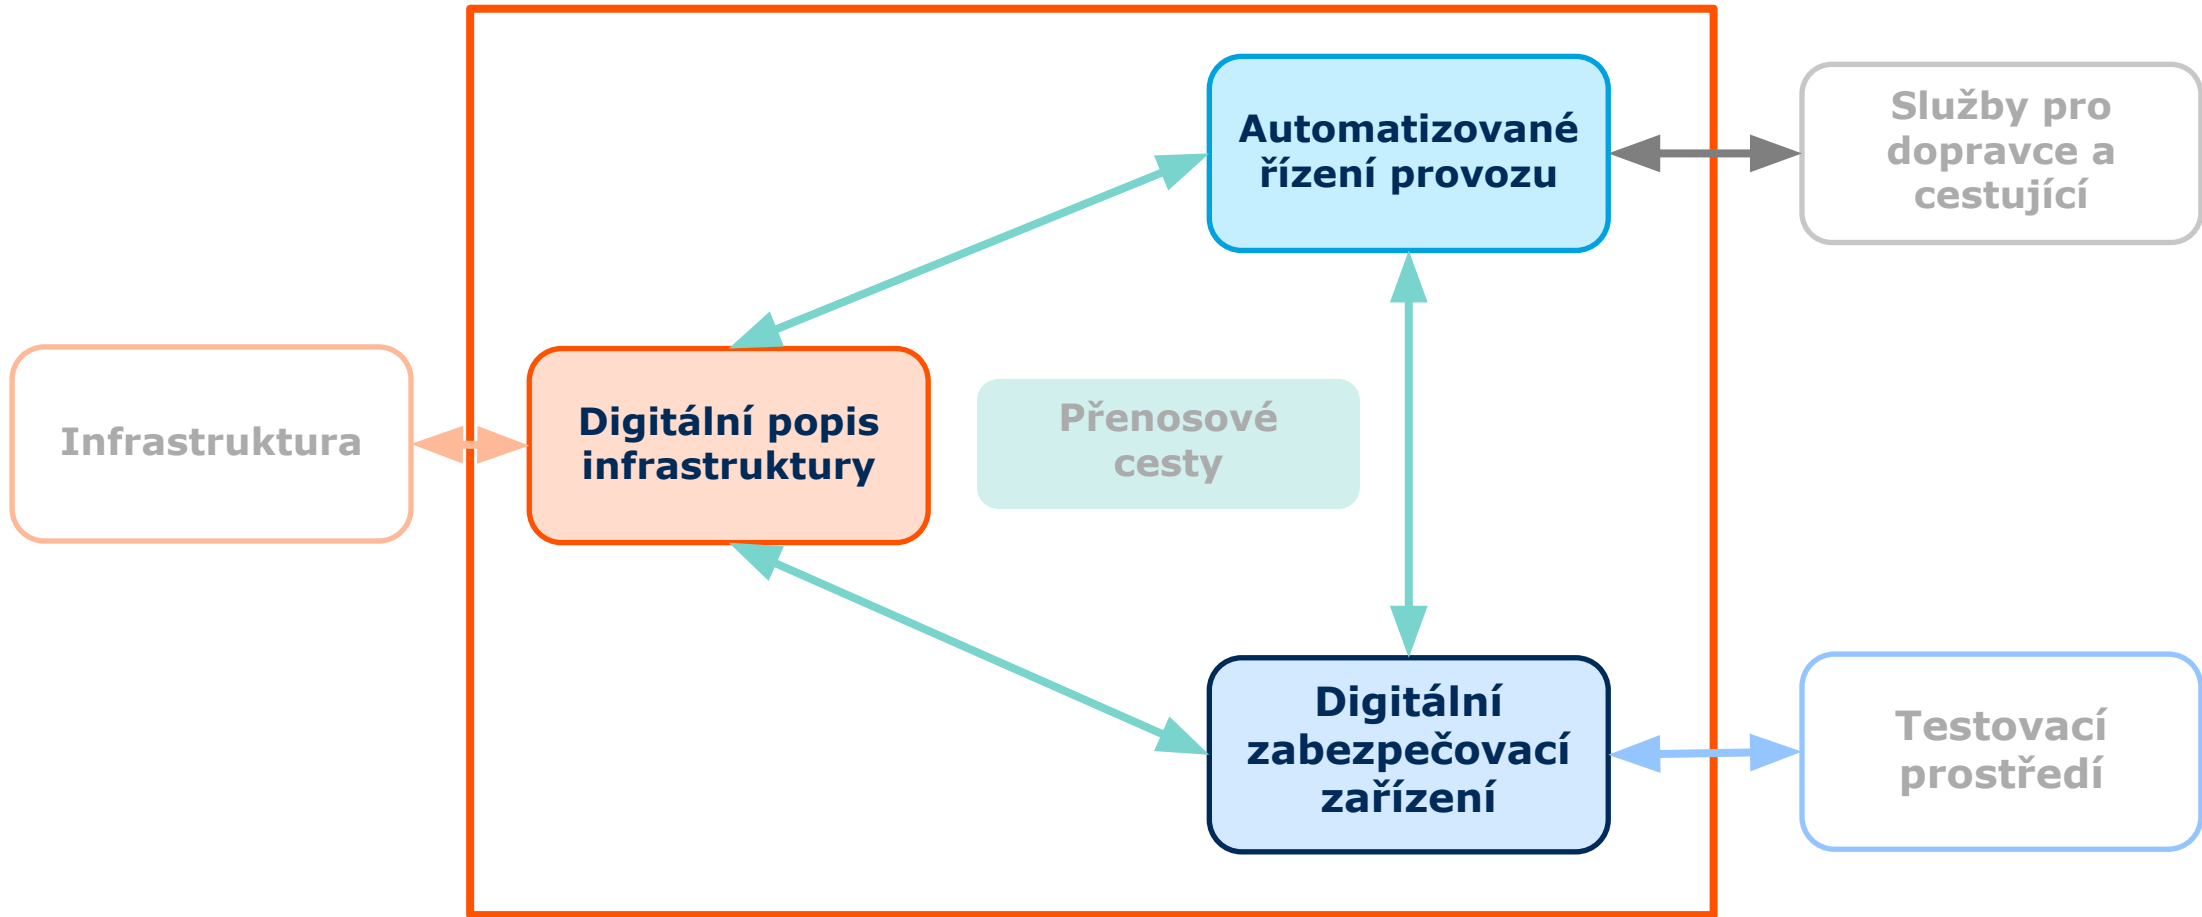 Automatizované
řízení provozu
Služby pro
dopravce a
cestující
Infrastruktura
Digitální popis
infrastruktury
Přenosové
cesty
Digitální
zabezpečovací
zařízení
Testovací
prostředí